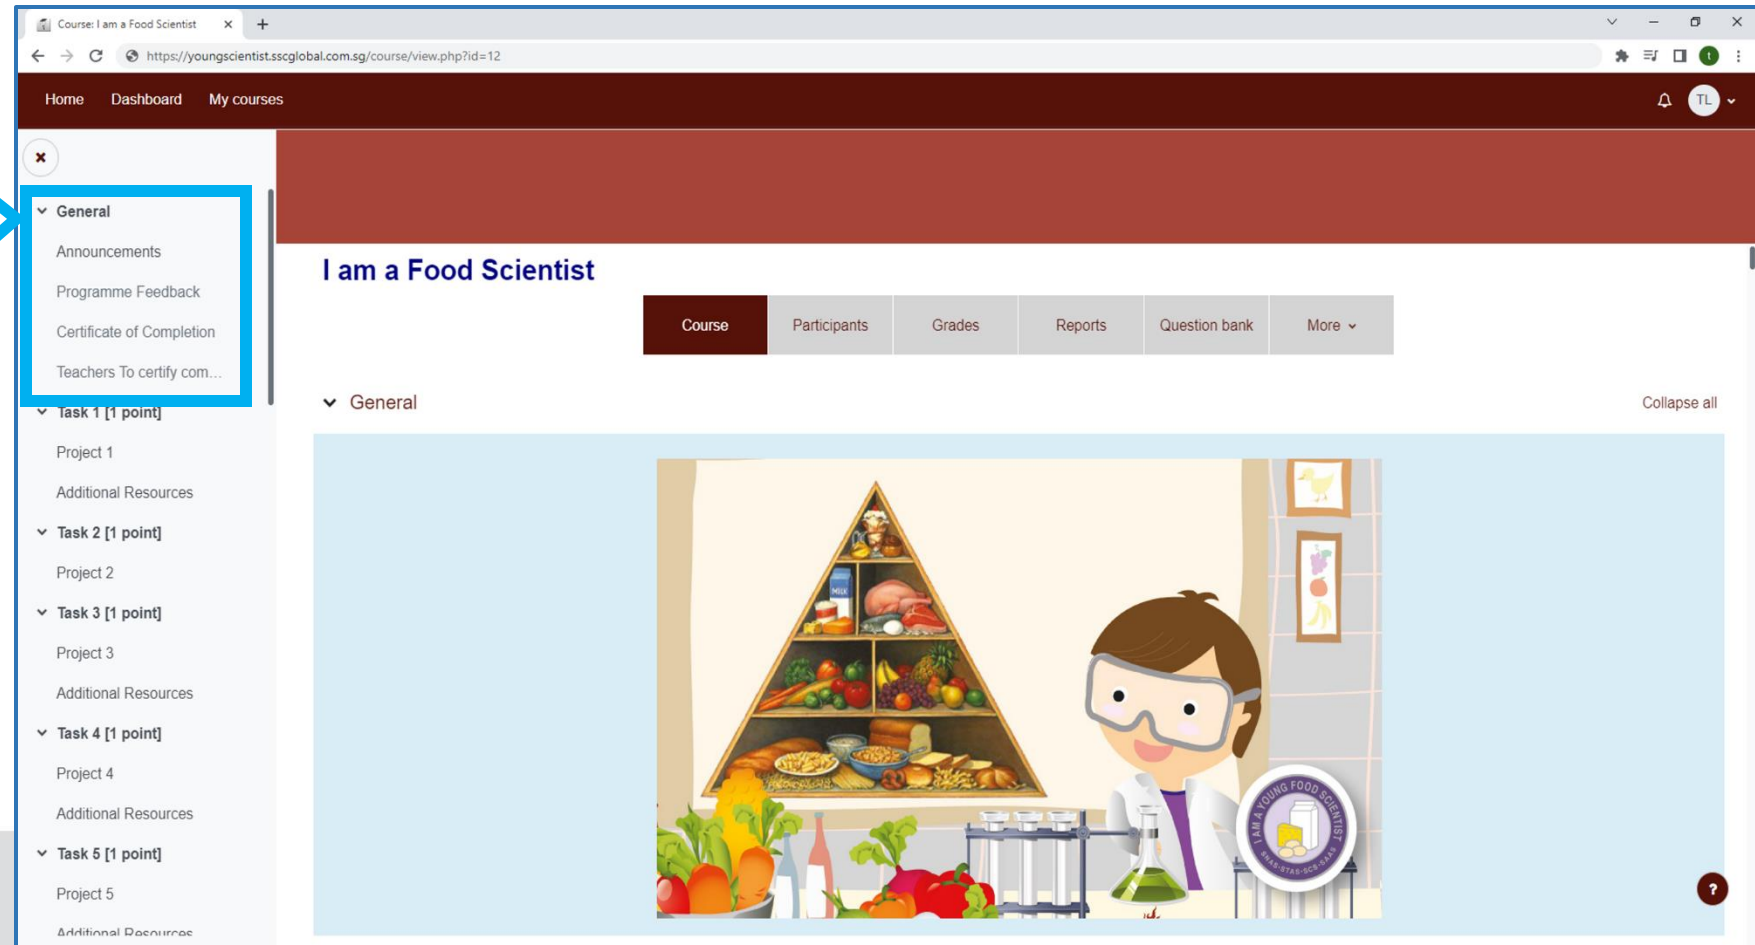 Course: I am a Food Scientist
https://youngscientist.sscglobal.com.sg/course/view.php?id=12
t
Home Dashboard My courses
TL
General
Announcements
Programme Feedback
Certificate of Completion
Teachers To certify com...
Task 1 [1 point]
Project 1
Additional Resources
Task 2 [1 point]
Project 2
Task 3 [1 point]
Project 3
Additional Resources
Task 4 [1 point]
Project 4
Additional Resources
Task 5 [1 point]
Project 5
Additional Resources
I am a Food Scientist
Course Participants Grades Reports Question bank More
General
Collapse all
MILK
I AM A YOUNG FOOD SCIENTIST
SNAS-STAS-SCB-SAAS
?